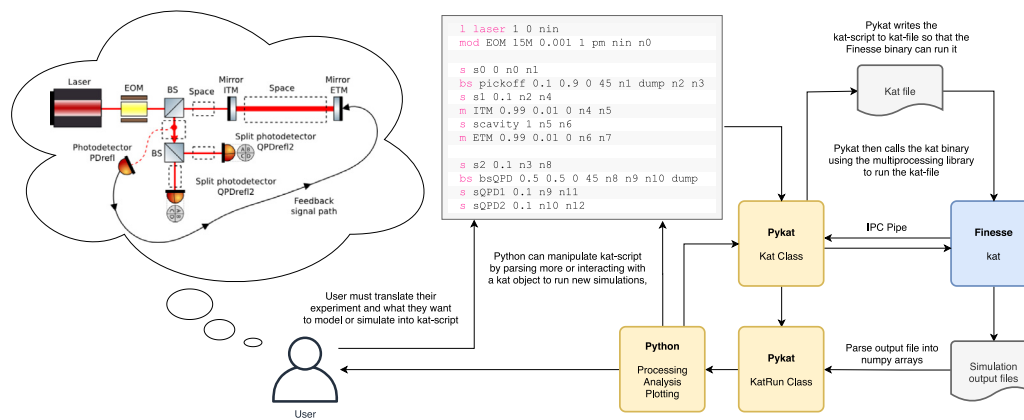 Laser
EOM
BS
Space
Mirror
ITM
Space
Mirror
ETM
Photodetector
PDrefl
BS
Space
Split photodetector
QPDrefl2
A B
C D
Split photodetector
QPDrefl2
Feedback
signal path
l laser 1 0 nin
mod EOM 15M 0.001 1 pm nin n0
s s0 0 n0 n1
bs pickoff 0.1 0.9 0 45 n1 dump n2 n3
s s1 0.1 n2 n4
m ITM 0.99 0.01 0 n4 n5
s scavity 1 n5 n6
m ETM 0.99 0.01 0 n6 n7
s s2 0.1 n3 n8
bs bsQPD 0.5 0.5 0 45 n8 n9 n10 dump
s sQPD1 0.1 n9 n11
s sQPD2 0.1 n10 n12
Pykat writes the
kat-script to kat-file so that the
Finesse binary can run it
Kat file
Pykat then calls the kat binary
using the multiprocessing library
to run the kat-file
Pykat
Kat Class
IPC Pipe
Finesse
kat
Python can manipulate kat-script
by parsing more or interacting with
a kat object to run new simulations,
User must translate their
experiment and what they want
to model or simulate into kat-script
User
Python
Processing
Analysis
Plotting
Pykat
KatRun Class
Parse output file into
numpy arrays
Simulation
output files